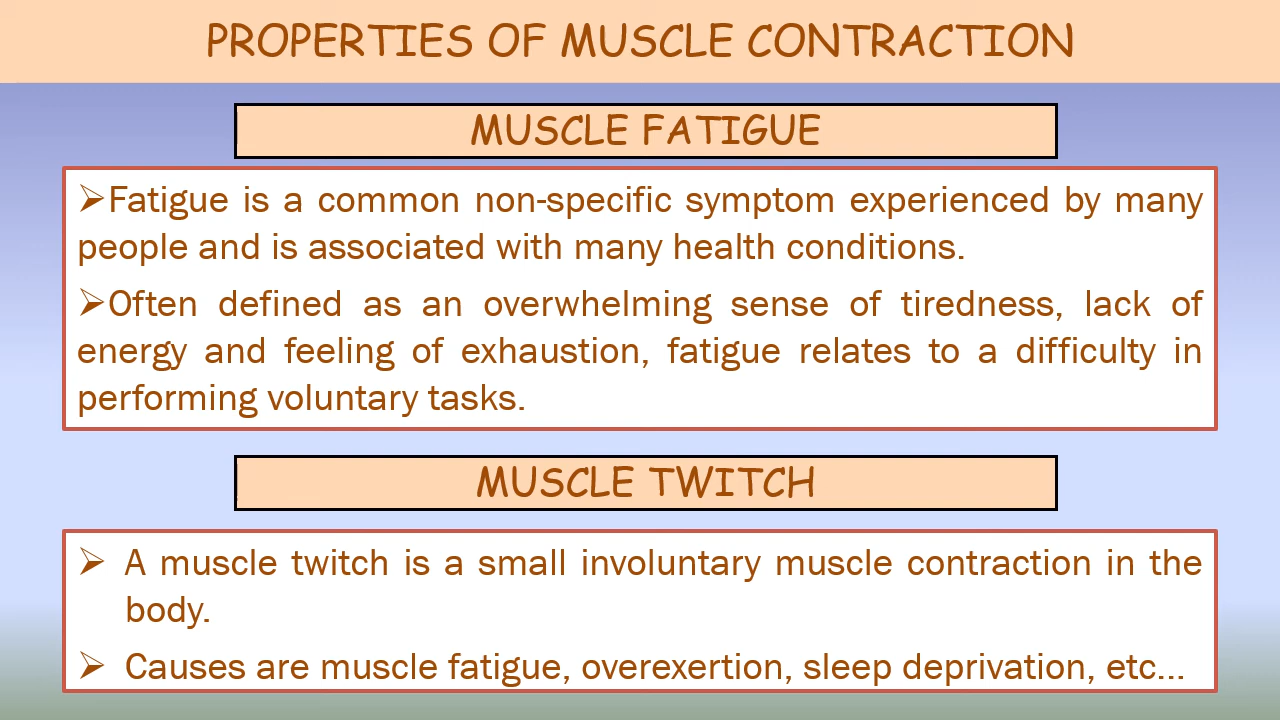 PROPERTIES OF MUSCLE CONTRACTION
MUSCLE FATIGUE
➢Fatigue is a common non-specific symptom experienced by many
people and is associated with many health conditions.
➢Often defined as an overwhelming sense of tiredness, lack of
energy and feeling of exhaustion, fatigue relates to a difficulty in
performing voluntary tasks.
MUSCLE TWITCH
➢ A muscle twitch is a small involuntary muscle contraction in the
body.
➢ Causes are muscle fatigue, overexertion, sleep deprivation, etc...